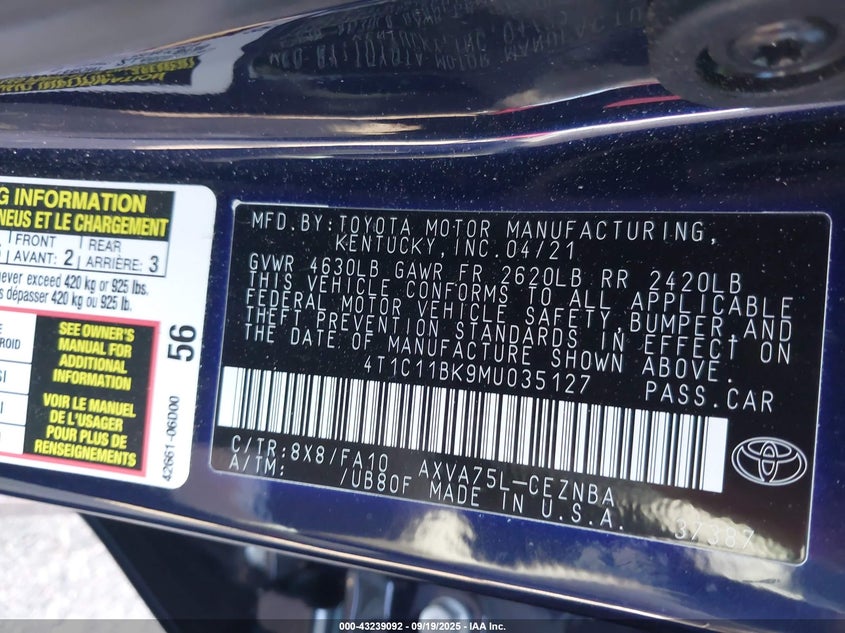 G INFORMATION
NEUS ET LE CHARGEMENT
FRONT REAR
AVANT: 2 ARRIÈRE: 3
never exceed 420 kg or 925 lbs.
dépasser 420 kg ou 925 lb.
SEE OWNER'S
MANUAL FOR
ADDITIONAL
INFORMATION
VOIR LE MANUEL
DE L'USAGER
POUR PLUS DE
RENSEIGNEMENTS
56
42661-06D00
MFD.BY:TOYOTA MOTOR MANUFACTURING,
KENTUCKY,INC.04/21
GVWR 4630LB GAWR FR 2620LB RR 2420LB
THIS VEHICLE CONFORMS TO ALL APPLICABLE
FEDERAL MOTOR VEHICLE SAFETY,BUMPER AND
THEFT PREVENTION STANDARDS IN EFFECT ON
THE DATE OF MANUFACTURE SHOWN ABOVE.
4T1C11BK9MU035127 PASS.CAR
C/TR:8X8/FA10 AXVA75L-CEZNBA
A/TM: /UB80F MADE IN U.S.A.
37387
000-43239092 - 09/19/2025 - IAA Inc.